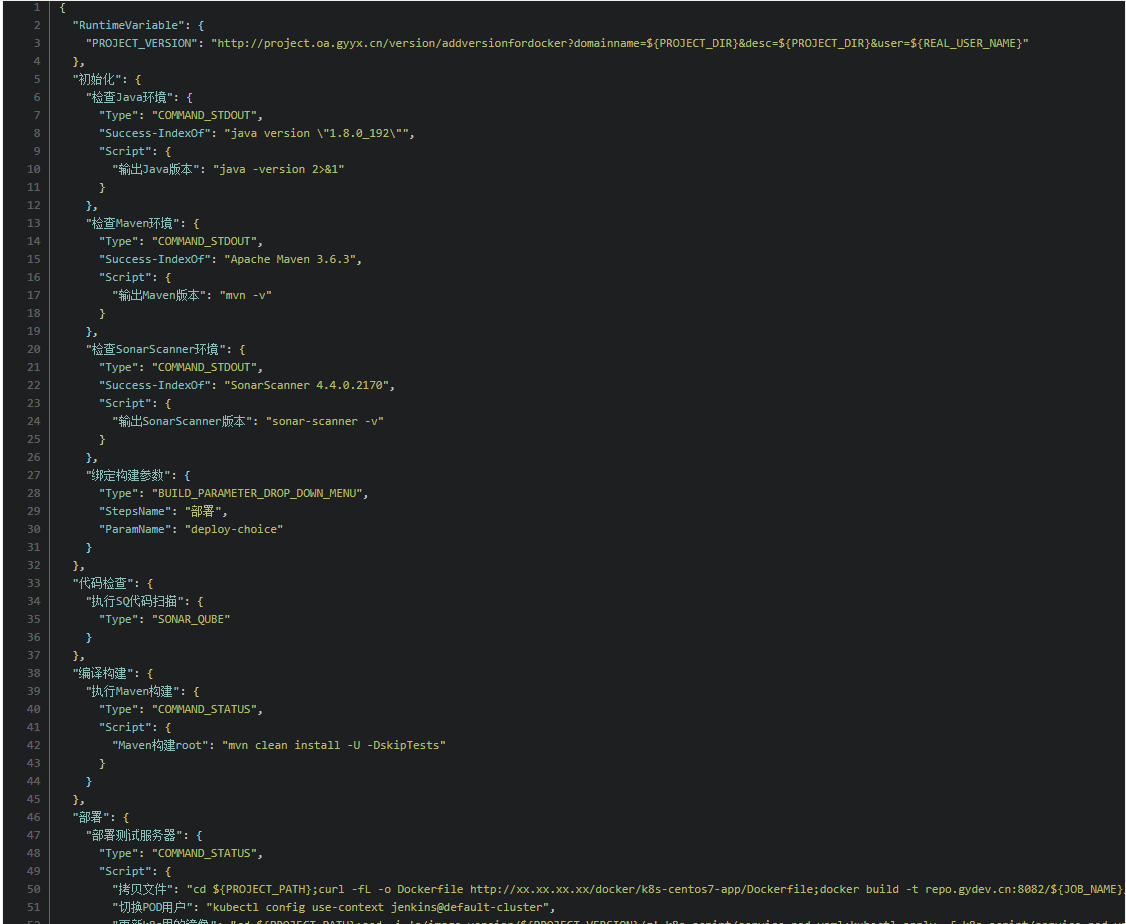 1 {
2 "RuntimeVariable": {
3 "PROJECT_VERSION": "http://project.oa.gyyx.cn/version/addversionfordocker?domainname=${PROJECT_DIR}&desc=${PROJECT_DIR}&user=${REAL_USER_NAME}"
4 },
5 "初始化": {
6 "检查Java环境": {
7 "Type": "COMMAND_STDOUT",
8 "Success-IndexOf": "java version \"1.8.0_192\"",
9 "Script": {
10 "输出Java版本": "java -version 2>&1"
11 }
12 },
13 "检查Maven环境": {
14 "Type": "COMMAND_STDOUT",
15 "Success-IndexOf": "Apache Maven 3.6.3",
16 "Script": {
17 "输出Maven版本": "mvn -v"
18 }
19 },
20 "检查SonarScanner环境": {
21 "Type": "COMMAND_STDOUT",
22 "Success-IndexOf": "SonarScanner 4.4.0.2170",
23 "Script": {
24 "输出SonarScanner版本": "sonar-scanner -v"
25 }
26 },
27 "绑定构建参数": {
28 "Type": "BUILD_PARAMETER_DROP_DOWN_MENU",
29 "StepsName": "部署",
30 "ParamName": "deploy-choice"
31 }
32 },
33 "代码检查": {
34 "执行SQ代码扫描": {
35 "Type": "SONAR_QUBE"
36 }
37 },
38 "编译构建": {
39 "执行Maven构建": {
40 "Type": "COMMAND_STATUS",
41 "Script": {
42 "Maven构建root": "mvn clean install -U -DskipTests"
43 }
44 }
45 },
46 "部署": {
47 "部署测试服务器": {
48 "Type": "COMMAND_STATUS",
49 "Script": {
50 "拷贝文件": "cd ${PROJECT_PATH};curl -fL -o Dockerfile http://xx.xx.xx.xx/docker/k8s-centos7-app/Dockerfile;docker build -t repo.gydev.cn:8082/${JOB_NAME}
51 "切换POD用户": "kubectl config use-context jenkins@default-cluster",